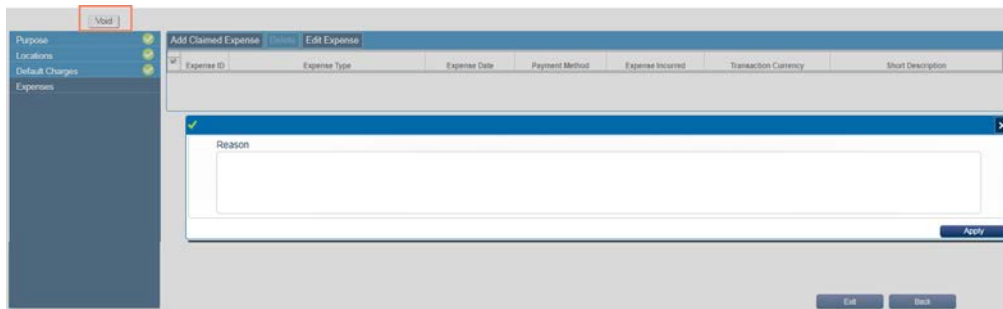 Void
Purpose
Locations
Default Charges
Expenses
Add Claimed Expense Delete Edit Expense
Expense ID Expense Type Expense Date Payment Method Expense Incurred Transaction Currency Short Description
Reason
Apply
Exit Back